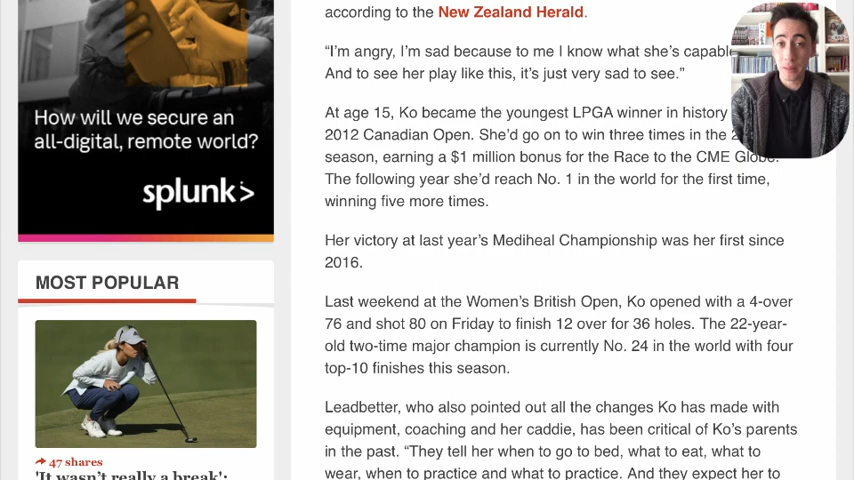 How will we secure an
all-digital, remote world?
splunk>
MOST POPULAR
47 shares
'It wasn't really a break':
according to the New Zealand Herald.
“I’m angry, I’m sad because to me I know what she’s
And to see her play like this, it’s just very sad to see.”
At age 15, Ko became the youngest LPGA winner in history
2012 Canadian Open. She’d go on to win three times in the
season, earning a $1 million bonus for the Race to the CME Globe.
The following year she’d reach No. 1 in the world for the first time,
winning five more times.
Her victory at last year’s Mediheal Championship was her first since
2016.
Last weekend at the Women’s British Open, Ko opened with a 4-over
76 and shot 80 on Friday to finish 12 over for 36 holes. The 22-year-
old two-time major champion is currently No. 24 in the world with four
top-10 finishes this season.
Leadbetter, who also pointed out all the changes Ko has made with
equipment, coaching and her caddie, has been critical of Ko’s parents
in the past. “They tell her when to go to bed, what to eat, what to
wear, when to practice and what to practice. And they expect her to